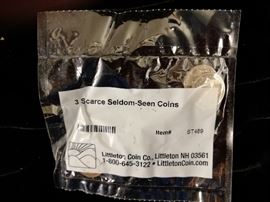 3 Scarce Seldom-Seen Coins
Item# ST489
Littleton Coin Co., Littleton NH 03561
1-800-645-3122 • LittletonCoin.com